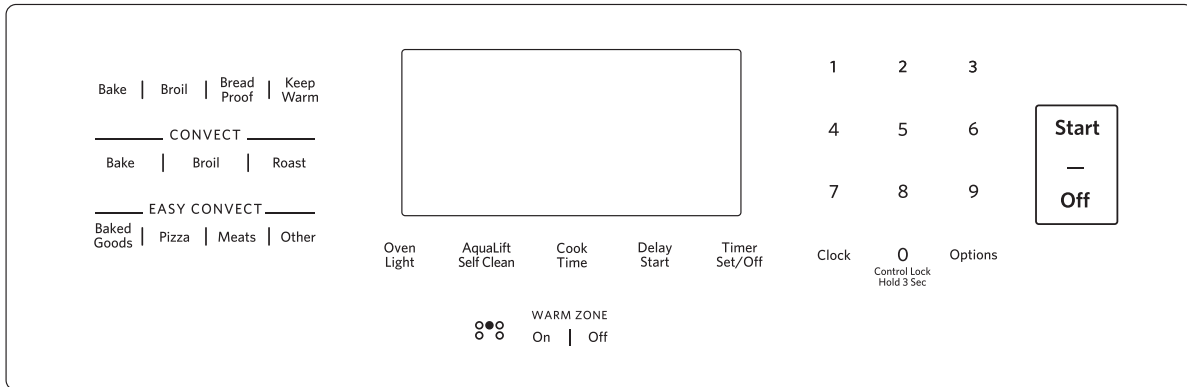 Bake | Broil | Bread Proof | Keep Warm
CONVECT
Bake | Broil | Roast
EASY CONVECT
Baked Goods | Pizza | Meats | Other
Oven Light
AquaLift Self Clean
Cook Time
Delay Start
Timer Set/Off
WARM ZONE
On | Off
1 2 3
4 5 6
7 8 9
Clock 0 Options
Control Lock
Hold 3 Sec
Start
—
Off